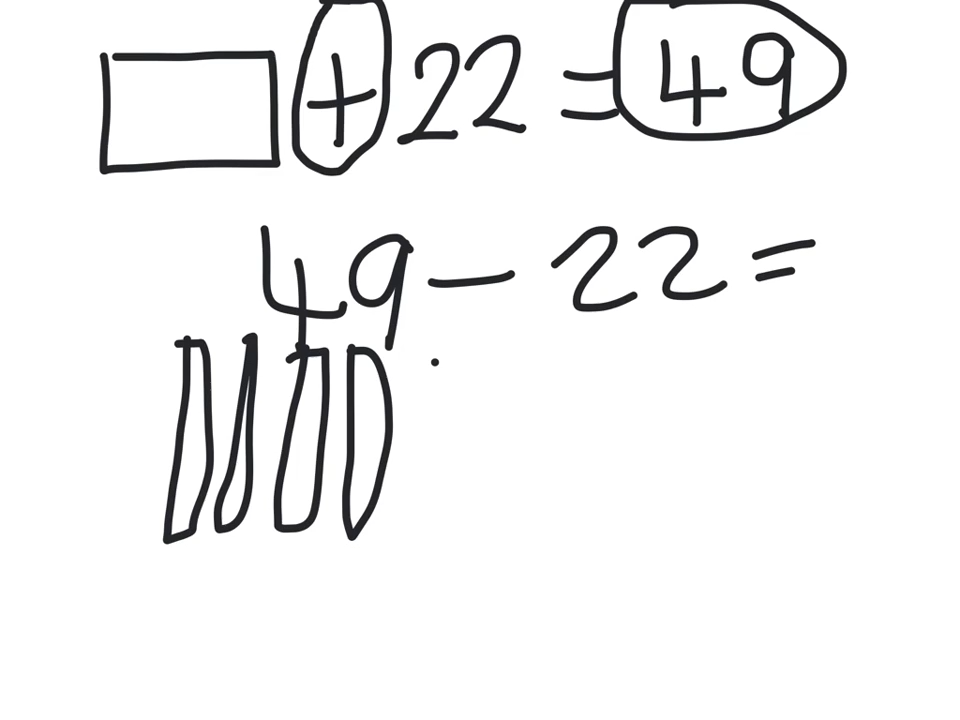 □ + 22 = 49
49 - 22 =